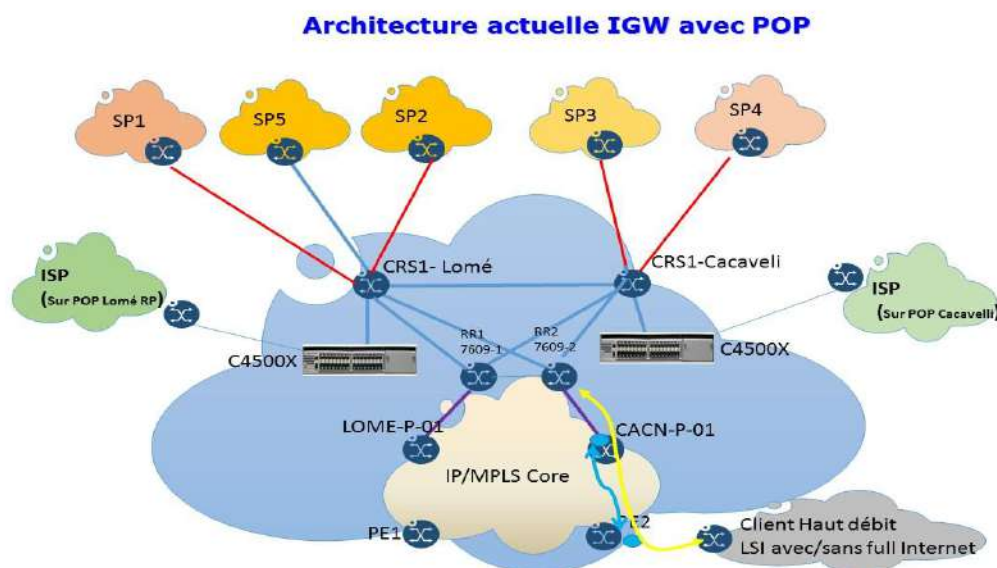 Architecture actuelle IGW avec POP
SP1
SP5
SP2
SP3
SP4
ISP
(Sur POP Lomé RP)
CRS1- Lomé
CRS1-Cacaveli
ISP
(Sur POP Cacavelli)
RR1
7609-1
RR2
7609-2
C4500X
C4500X
LOME-P-01
CACN-P-01
IP/MPLS Core
PE1
PE2
Client Haut débit
LSI avec/sans full Internet